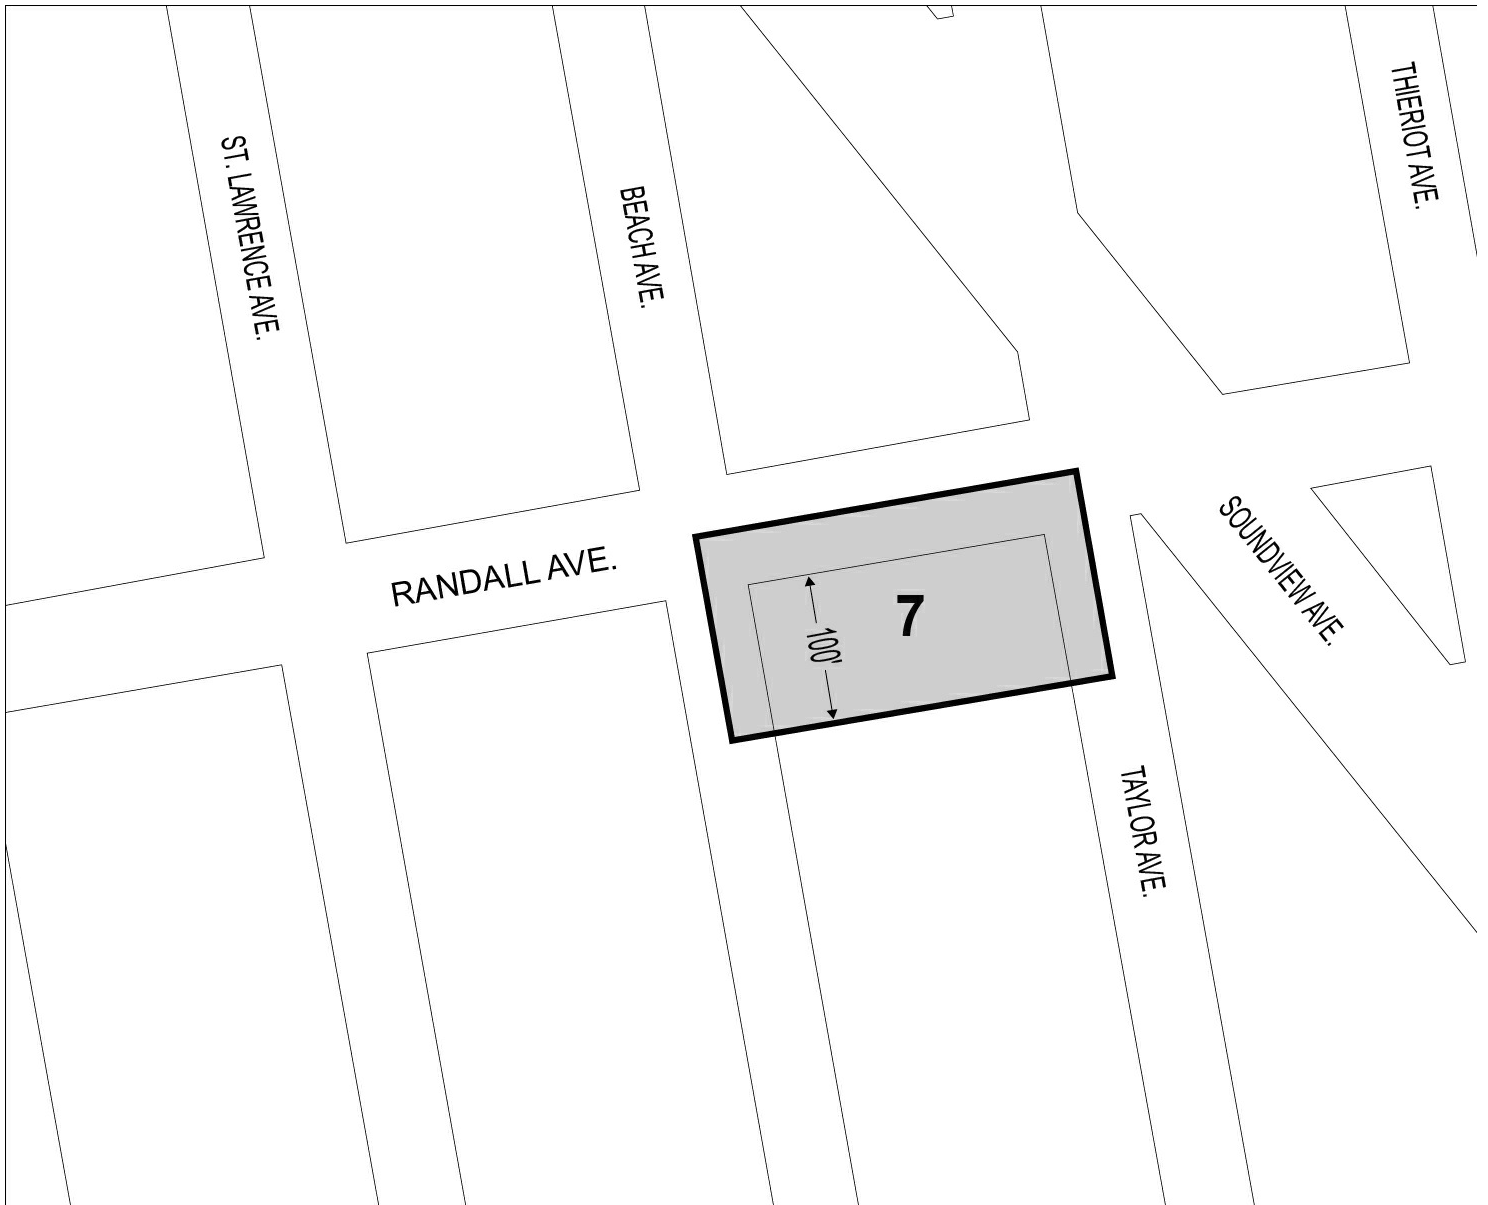 THIERIOT AVE.
ST. LAWRENCE AVE.
BEACH AVE.
SOUNDVIEW AVE.
RANDALL AVE.
7
100'
TAYLOR AVE.